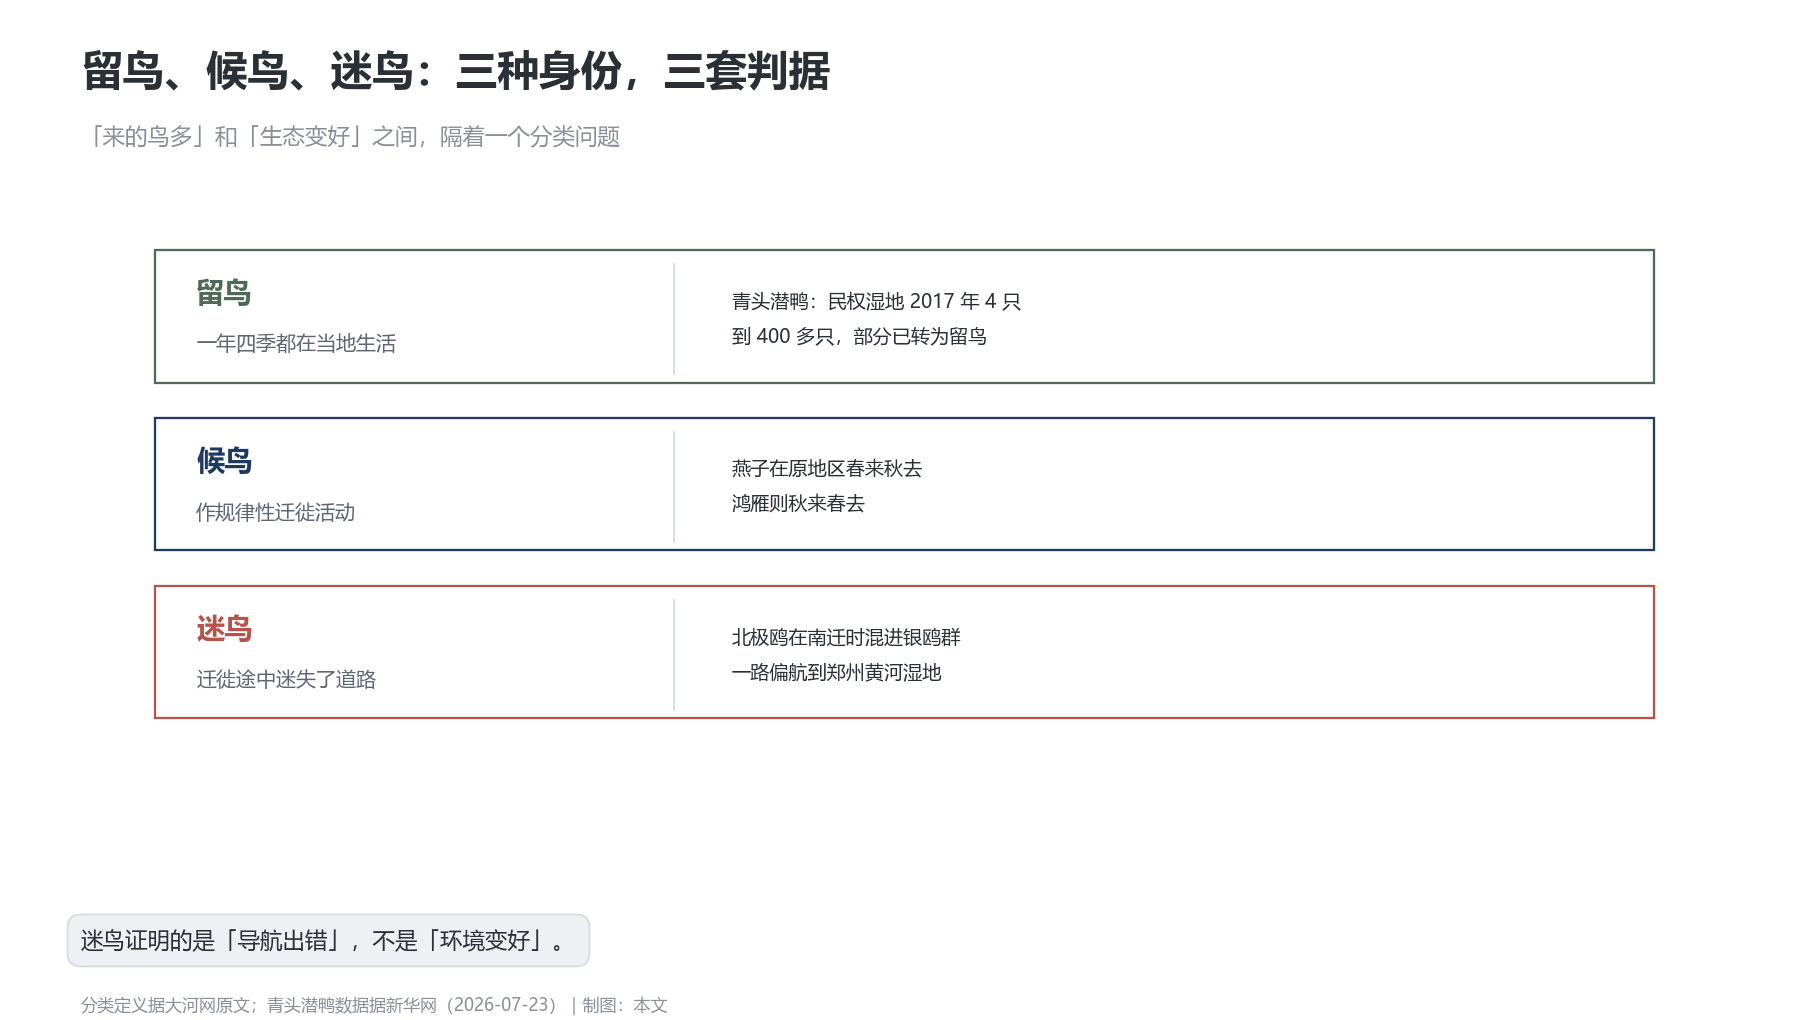 留鸟、候鸟、迷鸟：三种身份，三套判据
「来的鸟多」和「生态变好」之间，隔着一个分类问题
留鸟
一年四季都在当地生活
青头潜鸭：民权湿地 2017 年 4 只
到 400 多只，部分已转为留鸟
候鸟
作规律性迁徙活动
燕子在原地区春来秋去
鸿雁则秋来春去
迷鸟
迁徙途中迷失了道路
北极鸥在南迁时混进银鸥群
一路偏航到郑州黄河湿地
迷鸟证明的是「导航出错」，不是「环境变好」。
分类定义据大河网原文；青头潜鸭数据据新华网（2026-07-23）｜制图：本文